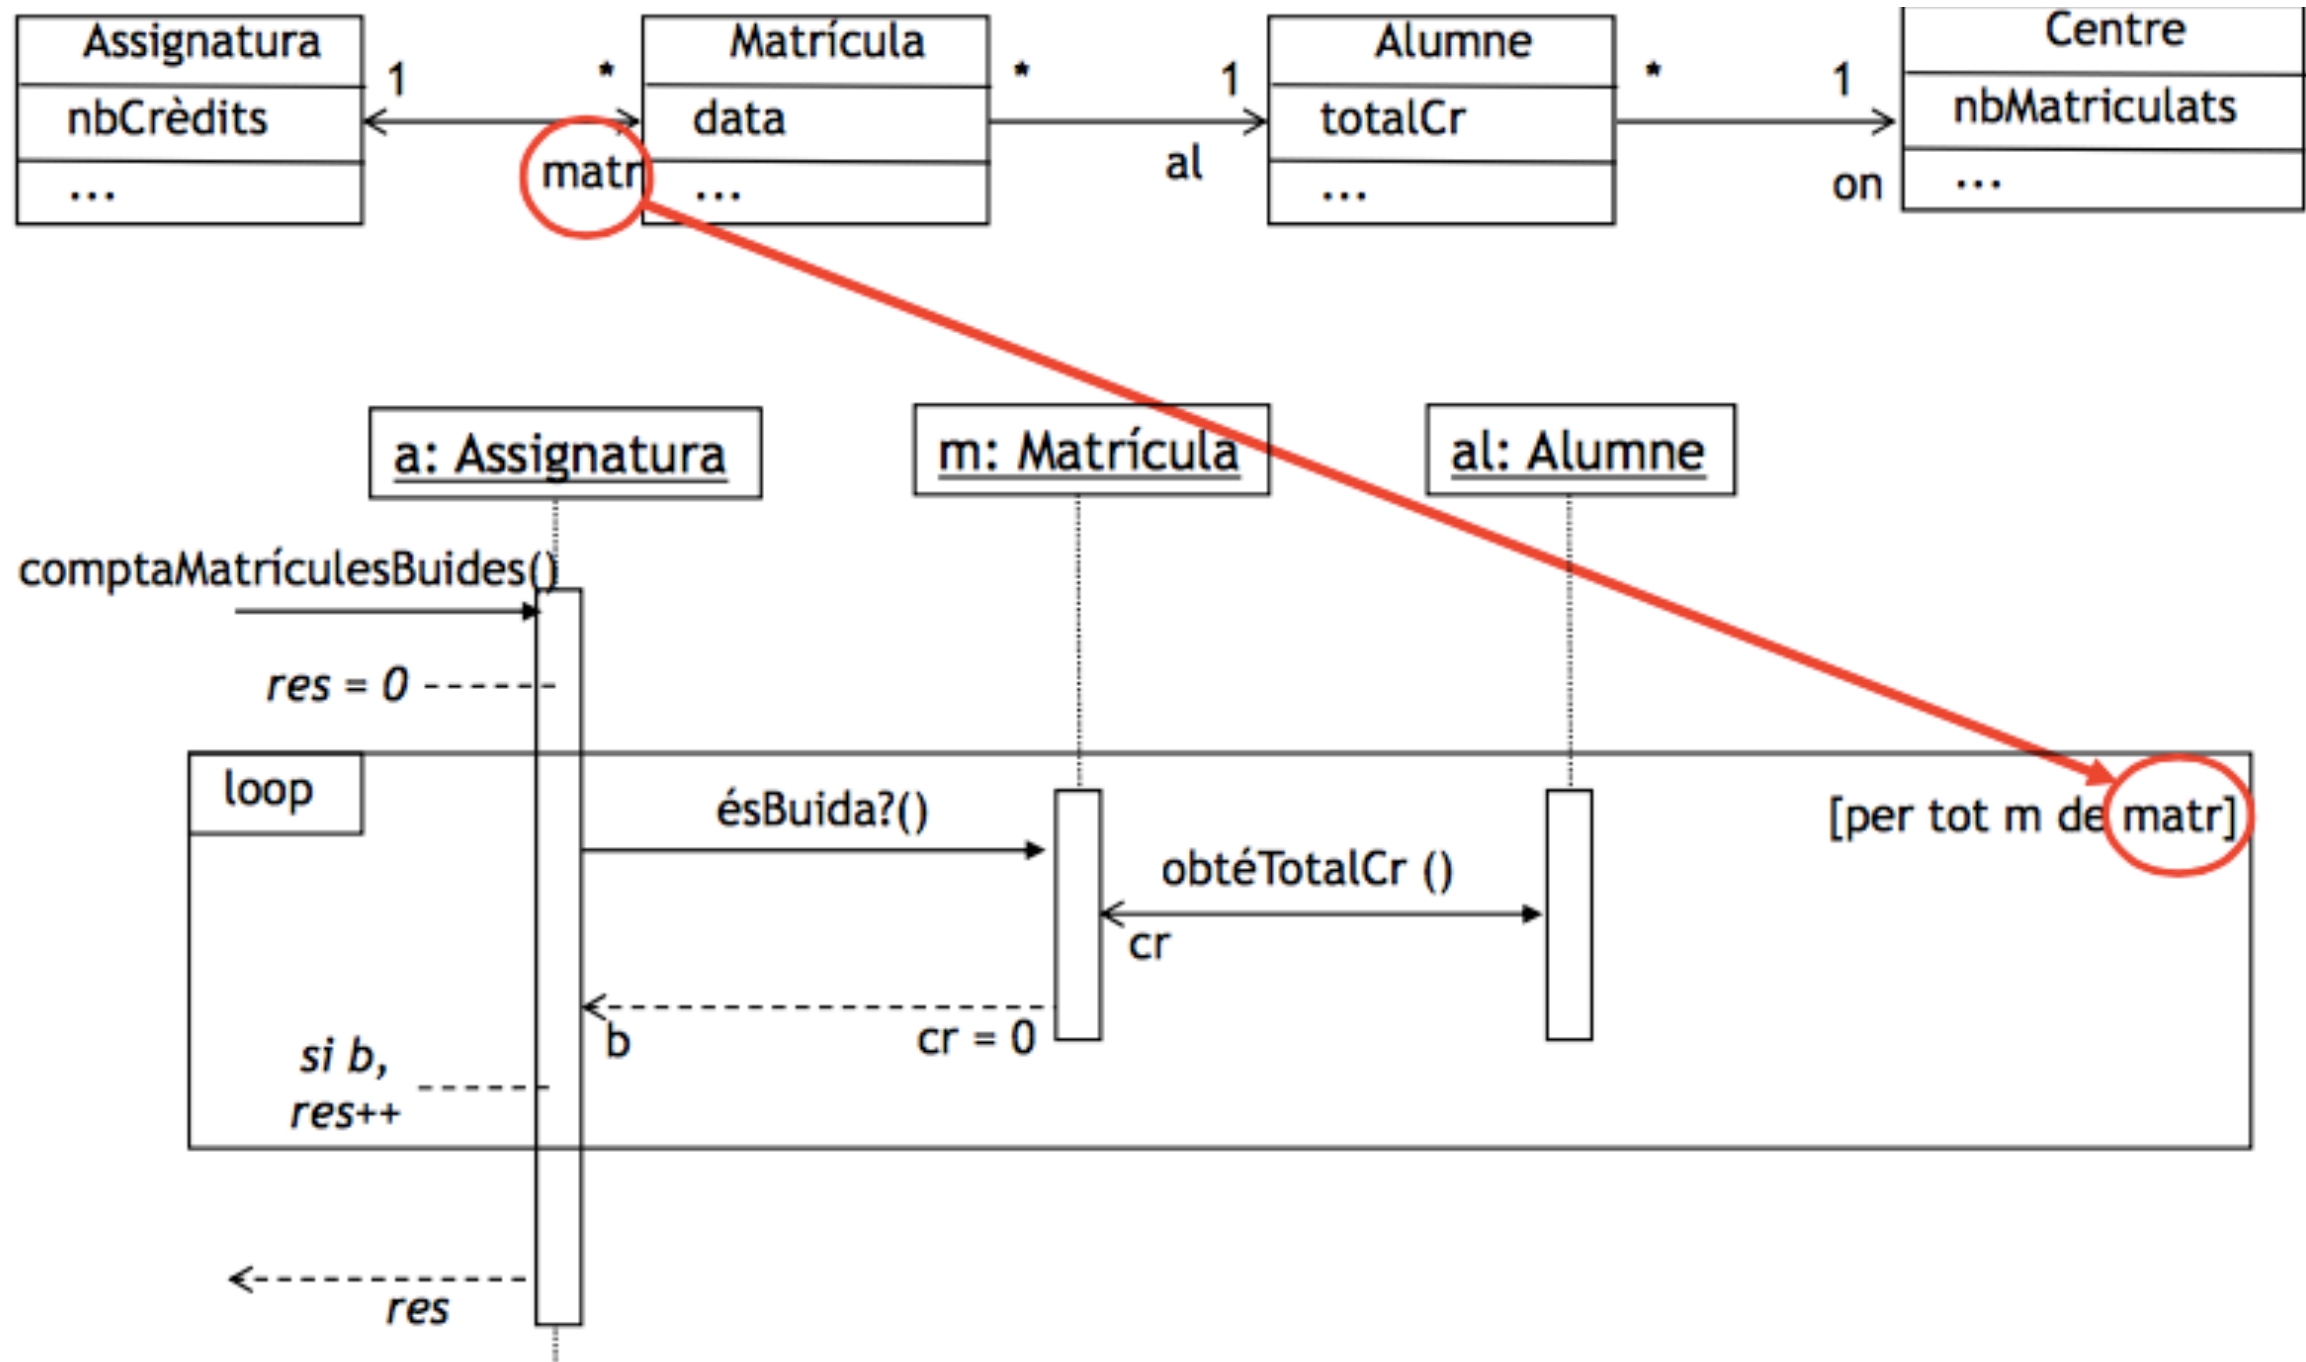 Assignatura
nbCrèdits
...
1
*
matr
Matrícula
data
...
*
1
al
Alumne
totalCr
...
*
1
on
Centre
nbMatriculats
...
a: Assignatura
m: Matrícula
al: Alumne
comptaMatrículesBuides()
res = 0
loop
[per tot m de matr]
ésBuida?()
obtéTotalCr ()
cr
b
cr = 0
si b,
res++
res